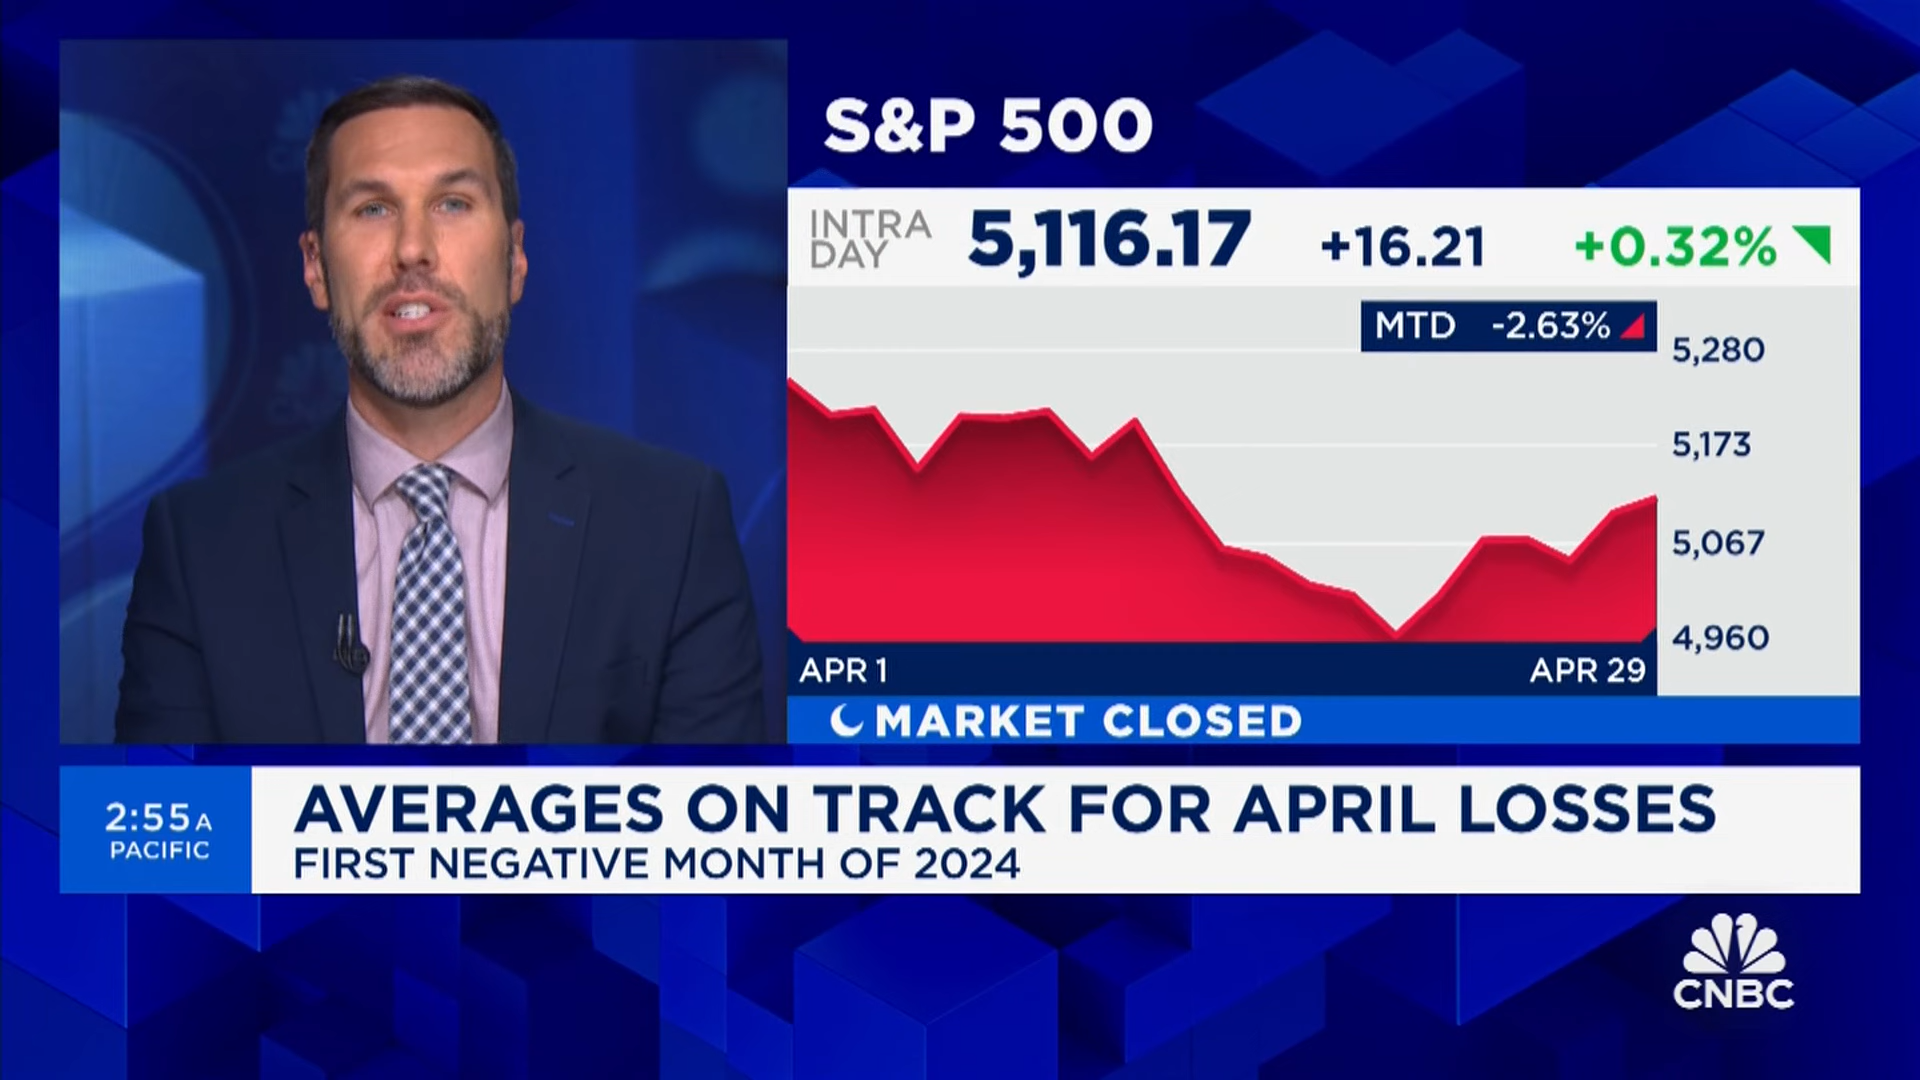 S&P 500
INTRA DAY 5,116.17 +16.21 +0.32%
MTD -2.63%
5,280
5,173
5,067
4,960
APR 1 APR 29
MARKET CLOSED
2:55A PACIFIC
AVERAGES ON TRACK FOR APRIL LOSSES
FIRST NEGATIVE MONTH OF 2024
CNBC